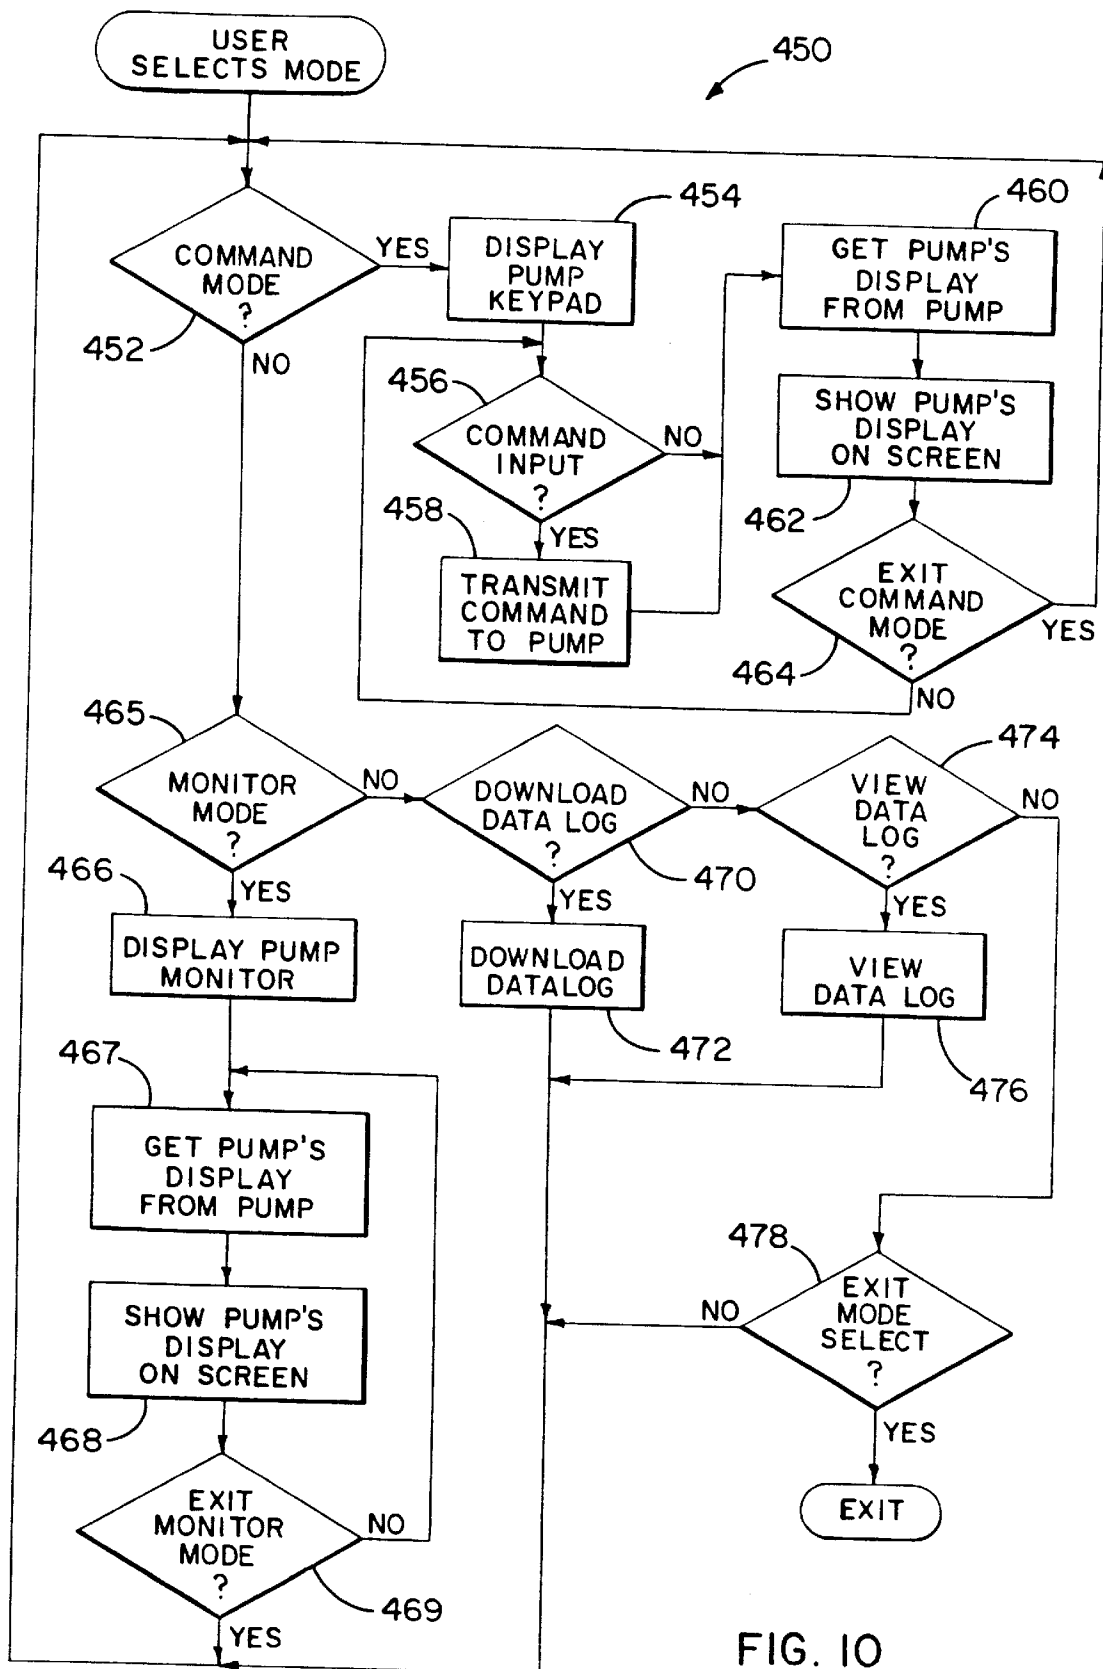 USER
SELECTS MODE
450
COMMAND
MODE
?
452
YES
NO
454
DISPLAY
PUMP
KEYPAD
456
COMMAND
INPUT
?
NO
YES
458
TRANSMIT
COMMAND
TO PUMP
460
GET PUMP'S
DISPLAY
FROM PUMP
SHOW PUMP'S
DISPLAY
ON SCREEN
462
EXIT
COMMAND
MODE
?
464
YES
NO
465
MONITOR
MODE
?
NO
YES
DOWNLOAD
DATA LOG
?
470
NO
YES
474
VIEW
DATA
LOG
?
NO
YES
466
DISPLAY PUMP
MONITOR
DOWNLOAD
DATALOG
472
VIEW
DATA LOG
476
467
GET PUMP'S
DISPLAY
FROM PUMP
SHOW PUMP'S
DISPLAY
ON SCREEN
468
EXIT
MONITOR
MODE
?
469
NO
YES
478
EXIT
MODE
SELECT
?
NO
YES
EXIT
FIG. 10